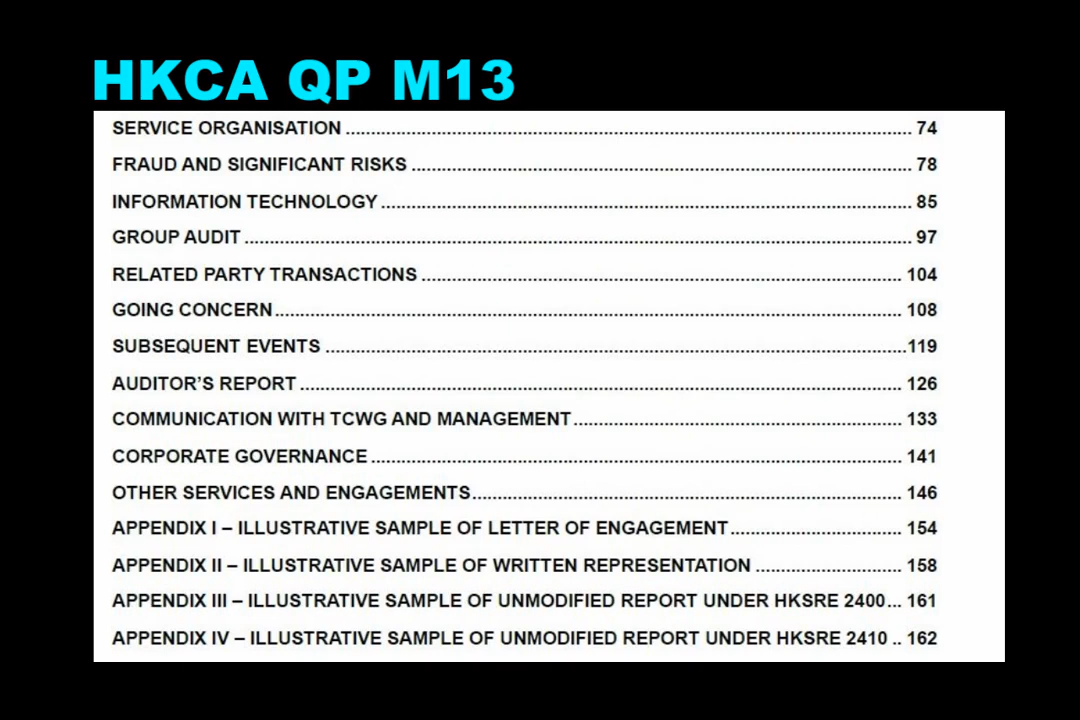 HKCA QP M13
SERVICE ORGANISATION ........ 74
FRAUD AND SIGNIFICANT RISKS ........ 78
INFORMATION TECHNOLOGY ........ 85
GROUP AUDIT ........ 97
RELATED PARTY TRANSACTIONS ........ 104
GOING CONCERN ........ 108
SUBSEQUENT EVENTS ........ 119
AUDITOR'S REPORT ........ 126
COMMUNICATION WITH TCWG AND MANAGEMENT ........ 133
CORPORATE GOVERNANCE ........ 141
OTHER SERVICES AND ENGAGEMENTS ........ 146
APPENDIX I – ILLUSTRATIVE SAMPLE OF LETTER OF ENGAGEMENT ........ 154
APPENDIX II – ILLUSTRATIVE SAMPLE OF WRITTEN REPRESENTATION ........ 158
APPENDIX III – ILLUSTRATIVE SAMPLE OF UNMODIFIED REPORT UNDER HKSRE 2400... 161
APPENDIX IV – ILLUSTRATIVE SAMPLE OF UNMODIFIED REPORT UNDER HKSRE 2410 .. 162